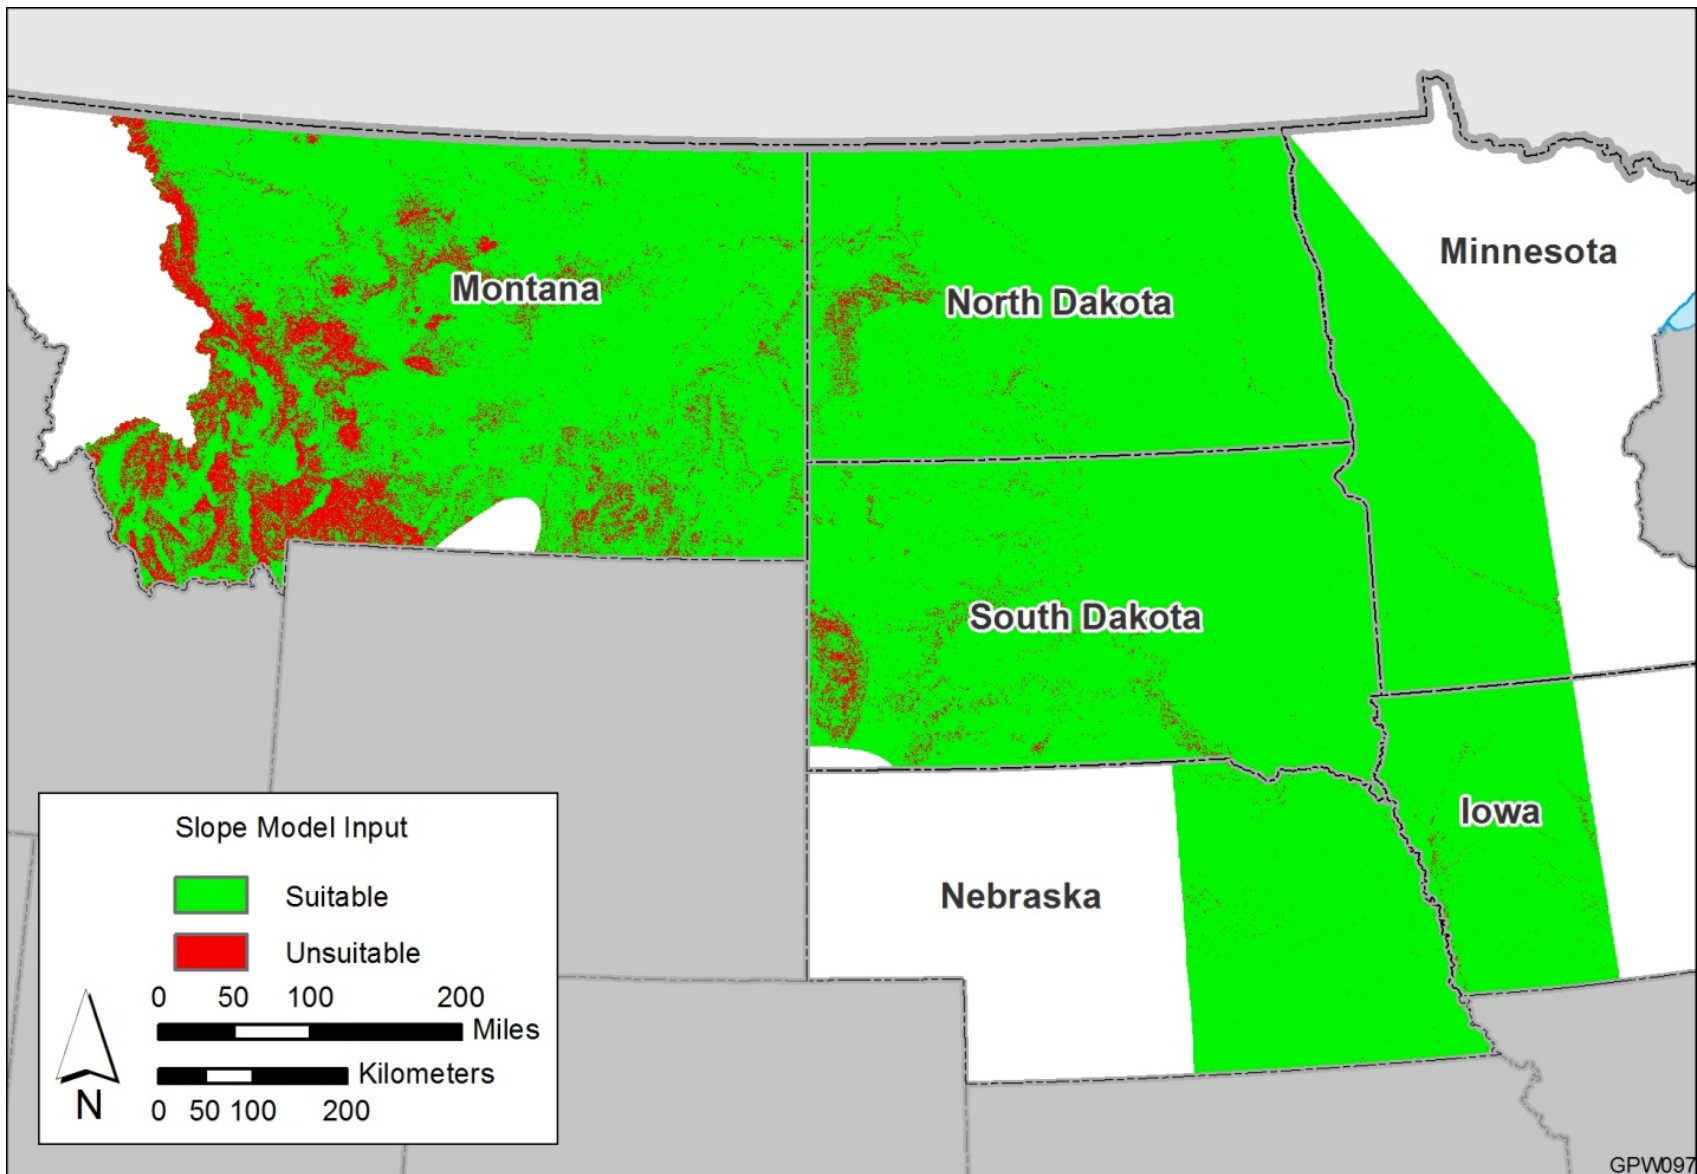 Minnesota
Montana
North Dakota
South Dakota
Iowa
Nebraska
Slope Model Input
Suitable
Unsuitable
0 50 100 200
Miles
Kilometers
0 50 100 200
N
GPW097